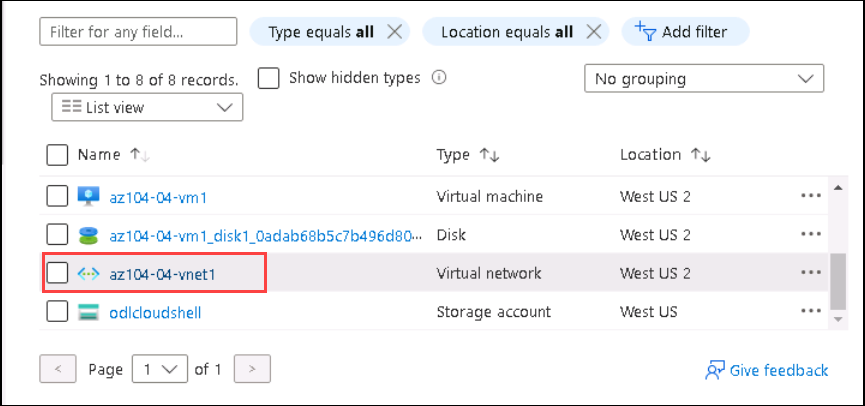 Filter for any field...
Type equals all
Location equals all
Add filter
Showing 1 to 8 of 8 records.
Show hidden types
No grouping
List view
Name Type Location
az104-04-vm1 Virtual machine West US 2
az104-04-vm1_disk1_0adab68b5c7b496d80... Disk West US 2
az104-04-vnet1 Virtual network West US 2
odlcloudshell Storage account West US
< Page 1 of 1 >
Give feedback